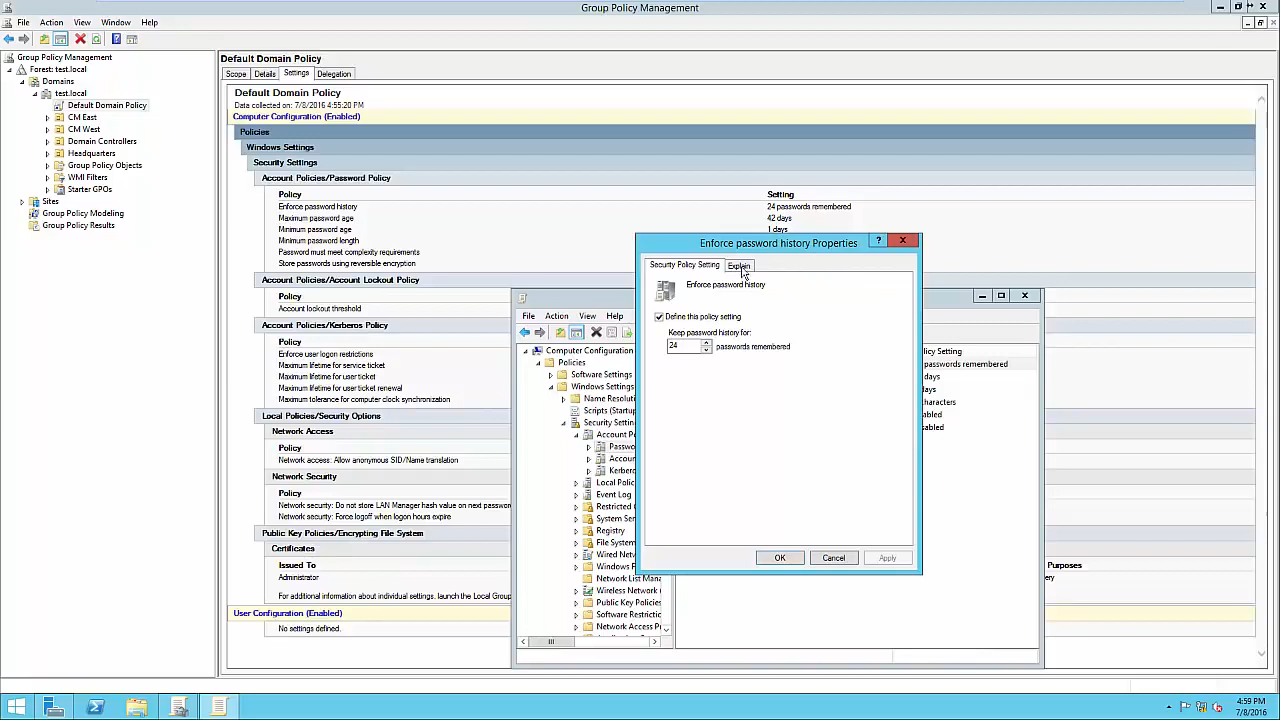 Group Policy Management
File Action View Window Help
Group Policy Management
Forest: test.local
Domains
test.local
Default Domain Policy
CM East
CM West
Domain Controllers
Headquarters
Group Policy Objects
WMI Filters
Starter GPOs
Sites
Group Policy Modeling
Group Policy Results
Default Domain Policy
Scope Details Settings Delegation
Default Domain Policy
Data collected on: 7/8/2016 4:55:20 PM
Computer Configuration (Enabled)
Policies
Windows Settings
Security Settings
Account Policies/Password Policy
Policy Setting
Enforce password history 24 passwords remembered
Maximum password age 42 days
Minimum password age 1 days
Minimum password length
Password must meet complexity requirements
Store passwords using reversible encryption
Account Policies/Account Lockout Policy
Policy
Account lockout threshold
Account Policies/Kerberos Policy
Policy
Enforce user logon restrictions
Maximum lifetime for service ticket
Maximum lifetime for user ticket
Maximum lifetime for user ticket renewal
Maximum tolerance for computer clock synchronization
Local Policies/Security Options
Network Access
Policy
Network access: Allow anonymous SID/Name translation
Network Security
Policy
Network security: Do not store LAN Manager hash value on next password
Network security: Force logoff when logon hours expire
Public Key Policies/Encrypting File System
Certificates
Issued To Purposes
Administrator ery
For additional information about individual settings, launch the Local Group
User Configuration (Enabled)
No settings defined.
File Action View Help
Computer Configuration
Policies
Software Settings
Windows Settings
Name Resoluti
Scripts (Startup
Security Settin
Account Po
Passwo
Accoun
Kerbero
Local Polic
Event Log
Restricted
System Ser
Registry
File System
Wired Netw
Windows F
Network List Mana
Wireless Network (
Public Key Policies
Software Restrictio
Network Access Pr
licy Setting
passwords remembered
days
days
characters
abled
abled
Enforce password history Properties
Security Policy Setting Explain
Enforce password history
Define this policy setting
Keep password history for:
24 passwords remembered
OK Cancel Apply
4:59 PM
7/8/2016